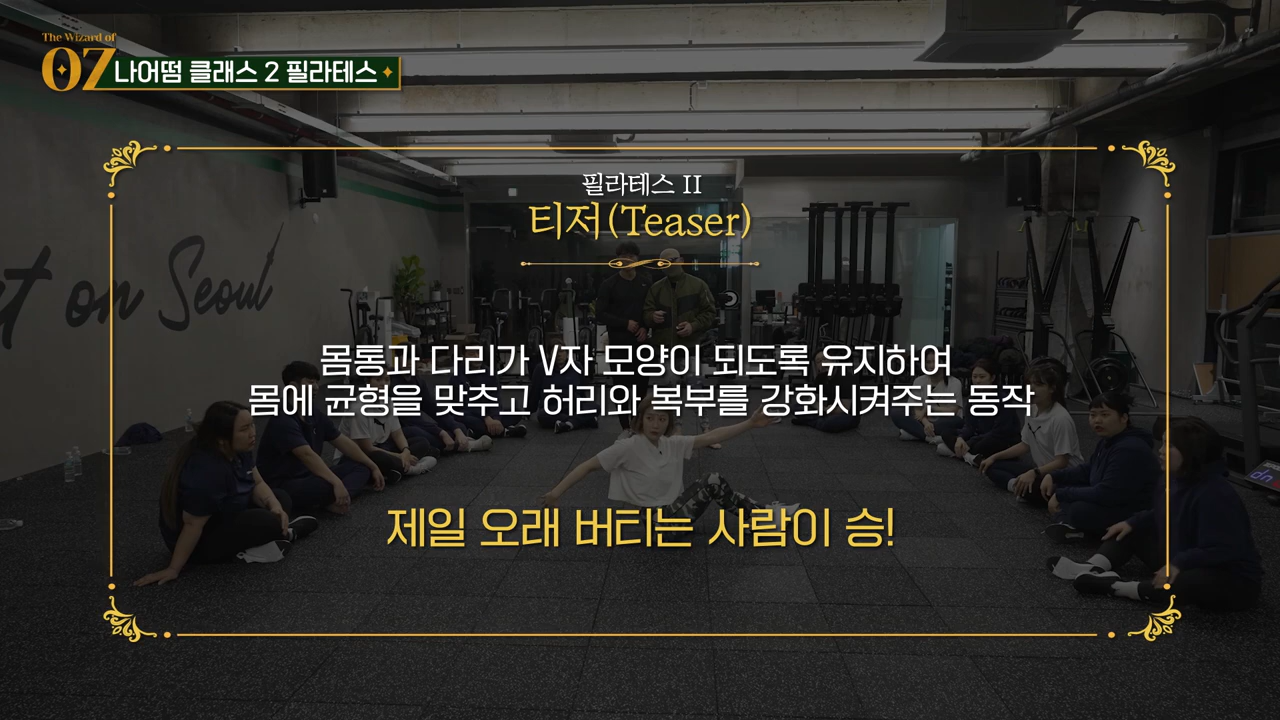 The Wizard of
OZ
나어떰 클래스 2 필라테스
필라테스 II
티저(Teaser)
t on Seoul
몸통과 다리가 V자 모양이 되도록 유지하여
몸에 균형을 맞추고 허리와 복부를 강화시켜주는 동작
제일 오래 버티는 사람이 승!